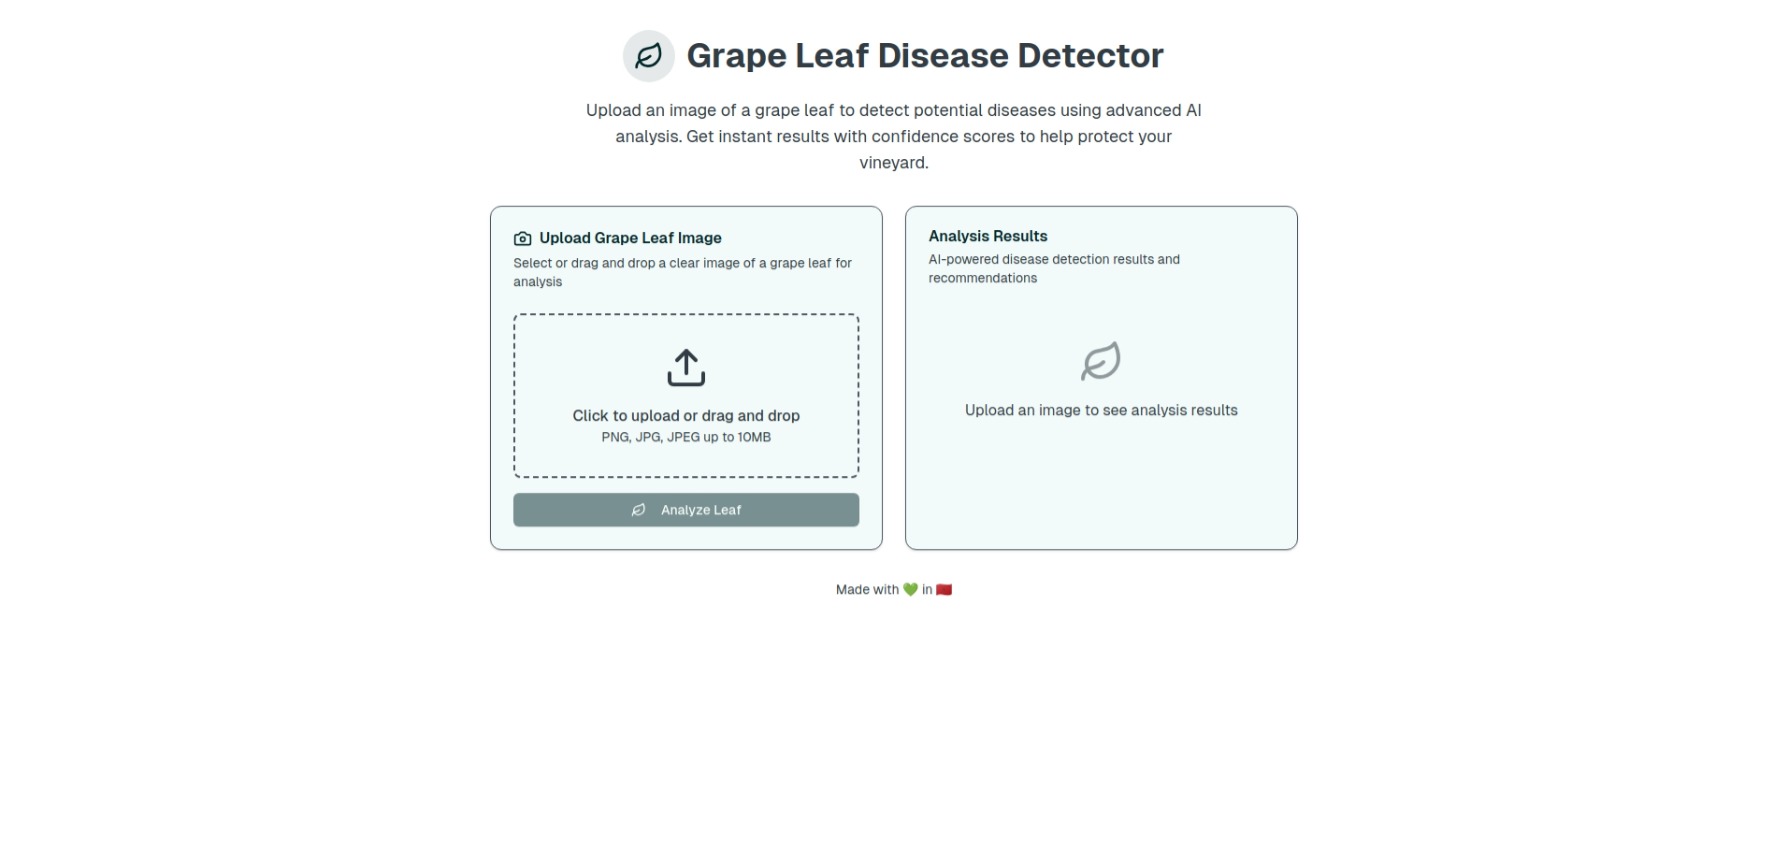 Grape Leaf Disease Detector
Upload an image of a grape leaf to detect potential diseases using advanced AI
analysis. Get instant results with confidence scores to help protect your
vineyard.
Upload Grape Leaf Image
Select or drag and drop a clear image of a grape leaf for
analysis
Click to upload or drag and drop
PNG, JPG, JPEG up to 10MB
Analyze Leaf
Analysis Results
AI-powered disease detection results and
recommendations
Upload an image to see analysis results
Made with 💚 in 🇲🇦